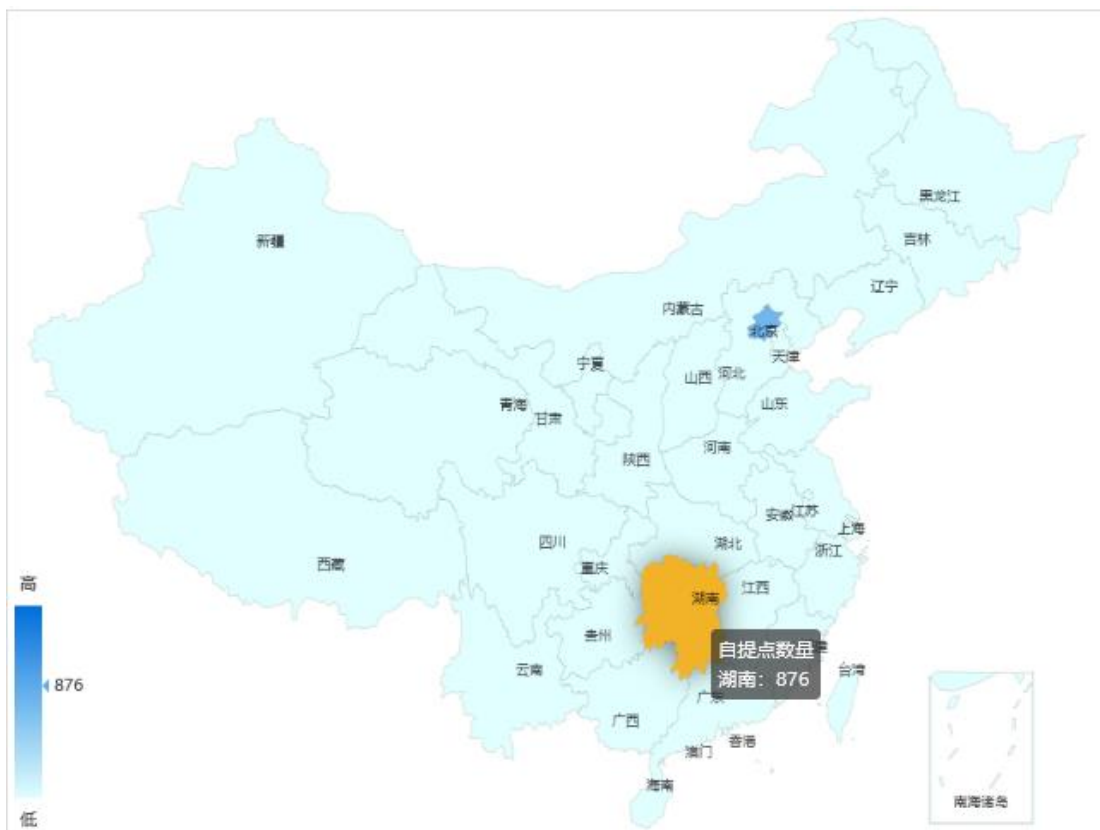 黑龙江
新疆
吉林
辽宁
内蒙古
北京
天津
宁夏
山西
河北
青海
甘肃
山东
陕西
河南
安徽
江苏
上海
四川
湖北
浙江
重庆
西藏
高
湖南
江西
贵州
自提点数量
湖南：876
云南
台湾
876
广东
广西
香港
澳门
海南
南海诸岛
低